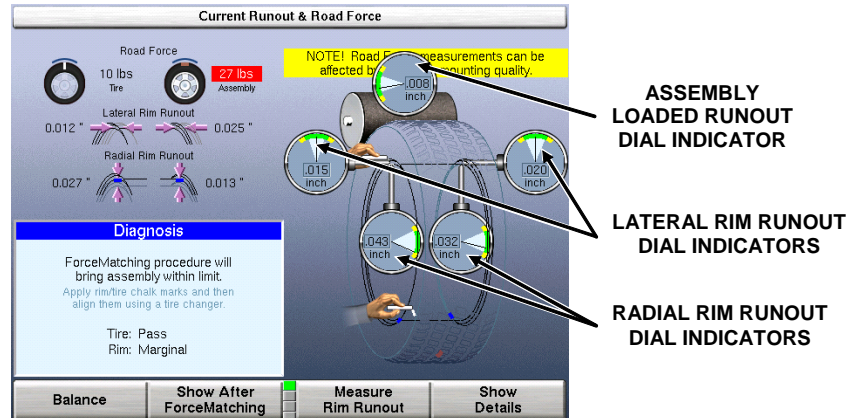 Current Runout & Road Force
Road Force
10 lbs
Tire
27 lbs
Assembly
Lateral Rim Runout
0.012 "
0.025 "
Radial Rim Runout
0.027 "
0.013 "
NOTE! Road F measurements can be
affected b mounting quality.
.008
inch
.015
inch
.020
inch
.043
inch
.032
inch
Diagnosis
ForceMatching procedure will
bring assembly within limit.
Apply rim/tire chalk marks and then
align them using a tire changer.
Tire: Pass
Rim: Marginal
Balance
Show After
ForceMatching
Measure
Rim Runout
Show
Details
ASSEMBLY
LOADED RUNOUT
DIAL INDICATOR
LATERAL RIM RUNOUT
DIAL INDICATORS
RADIAL RIM RUNOUT
DIAL INDICATORS